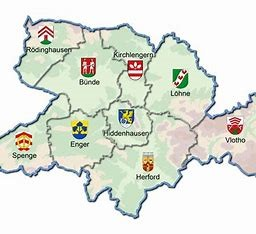 Rödinghausen
Kirchlengern
Bünde
Löhne
Hiddenhausen
Enger
Spenge
Vlotho
Herford